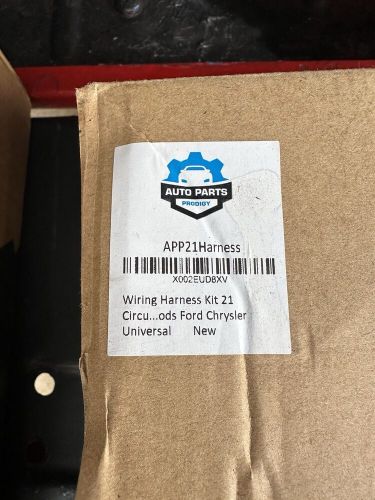 AUTO PARTS
PRODIGY
APP21Harness
X002EUD8XV
Wiring Harness Kit 21
Circu...ods Ford Chrysler
Universal New